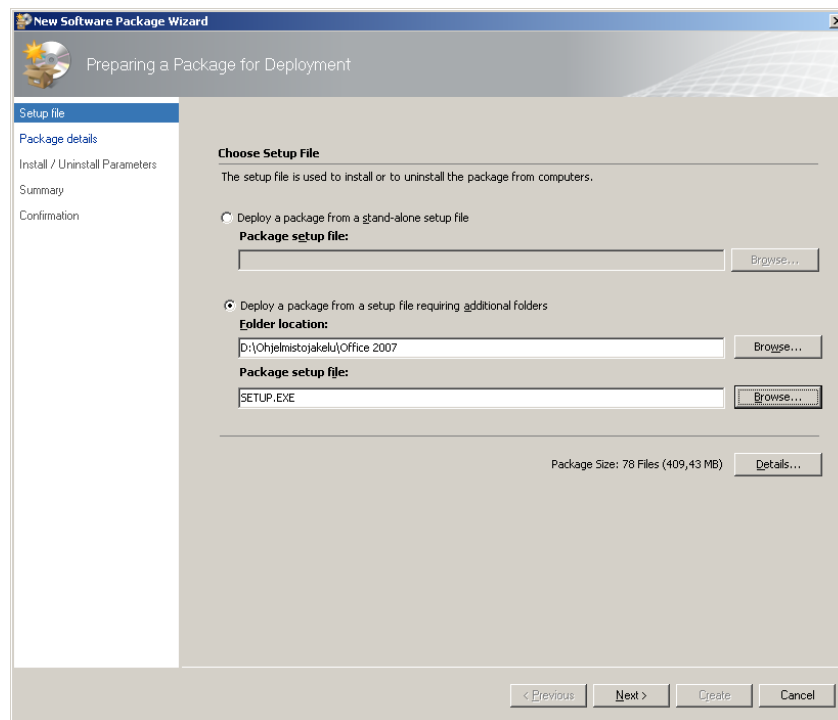 New Software Package Wizard
Preparing a Package for Deployment
Setup file
Package details
Install / Uninstall Parameters
Summary
Confirmation
Choose Setup File
The setup file is used to install or to uninstall the package from computers.
Deploy a package from a stand-alone setup file
Package setup file:
Browse...
Deploy a package from a setup file requiring additional folders
Folder location:
D:\Ohjelmistojakelu\Office 2007
Browse...
Package setup file:
SETUP.EXE
Browse...
Package Size: 78 Files (409,43 MB)
Details...
< Previous
Next >
Create
Cancel